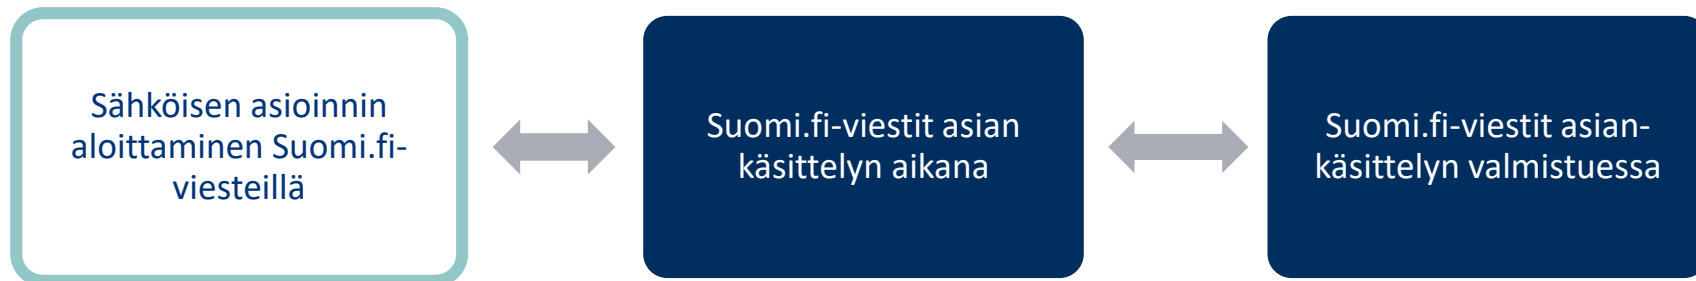 Sähköisen asioinnin
aloittaminen Suomi.fi-
viesteillä
Suomi.fi-viestit asian
käsittelyn aikana
Suomi.fi-viestit asian-
käsittelyn valmistuessa